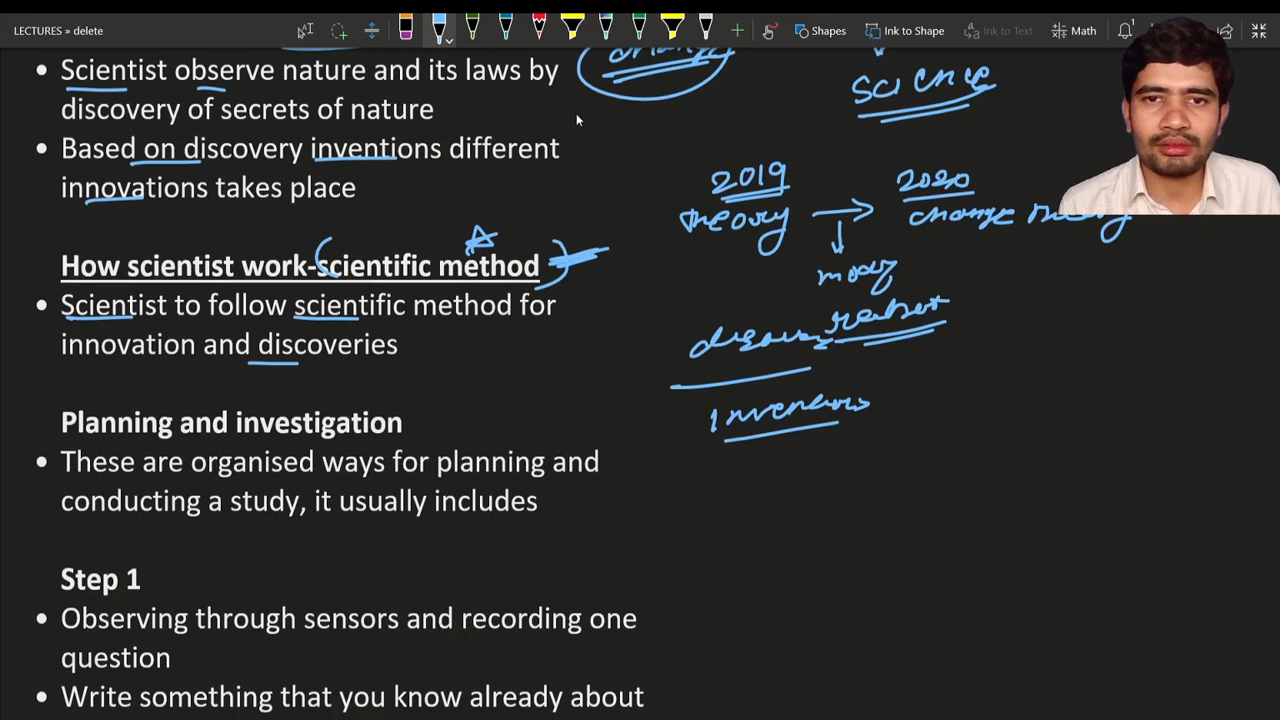 LECTURES » delete
Shapes
Ink to Shape
Ink to Text
Math
1
• Scientist observe nature and its laws by
discovery of secrets of nature
• Based on discovery inventions different
innovations takes place
How scientist work-(scientific method)
• Scientist to follow scientific method for
innovation and discoveries
Planning and investigation
• These are organised ways for planning and
conducting a study, it usually includes
Step 1
• Observing through sensors and recording one
question
• Write something that you know already about
change
science
2019
theory
2020
change theory